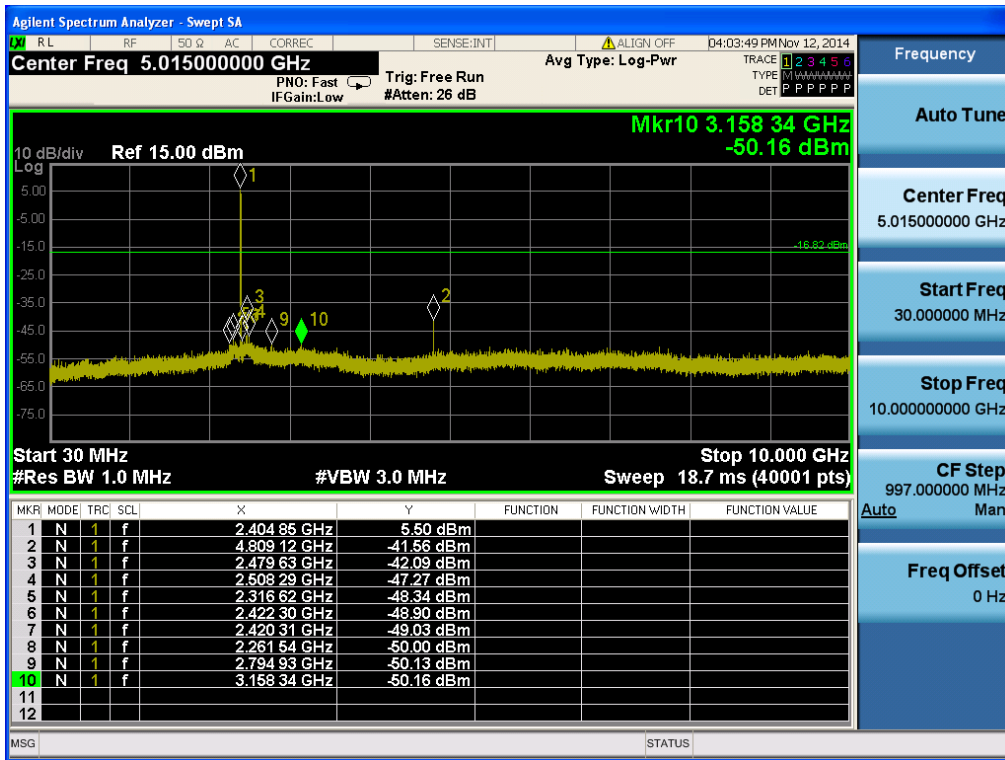 Agilent Spectrum Analyzer - Swept SA
LXI RL RF 50 Ω AC CORREC SENSE:INT ALIGN OFF 04:03:49 PM Nov 12, 2014
Center Freq 5.015000000 GHz
PNO: Fast
IFGain:Low
Trig: Free Run
#Atten: 26 dB
Avg Type: Log-Pwr
TRACE 1 2 3 4 5 6
TYPE M
DET P P P P P P
Mkr10 3.158 34 GHz
-50.16 dBm
10 dB/div Ref 15.00 dBm
Log
1
5.00
-5.00
-15.0
-16.82 dBm
-25.0
-35.0
3
2
4
9
10
-45.0
-55.0
-65.0
-75.0
Start 30 MHz Stop 10.000 GHz
#Res BW 1.0 MHz #VBW 3.0 MHz Sweep 18.7 ms (40001 pts)
MKR MODE TRC SCL X Y FUNCTION FUNCTION WIDTH FUNCTION VALUE
1 N 1 f 2.404 85 GHz 5.50 dBm
2 N 1 f 4.809 12 GHz -41.56 dBm
3 N 1 f 2.479 63 GHz -42.09 dBm
4 N 1 f 2.508 29 GHz -47.27 dBm
5 N 1 f 2.316 62 GHz -48.34 dBm
6 N 1 f 2.422 30 GHz -48.90 dBm
7 N 1 f 2.420 31 GHz -49.03 dBm
8 N 1 f 2.261 54 GHz -50.00 dBm
9 N 1 f 2.794 93 GHz -50.13 dBm
10 N 1 f 3.158 34 GHz -50.16 dBm
11
12
MSG STATUS
Frequency
Auto Tune
Center Freq
5.015000000 GHz
Start Freq
30.000000 MHz
Stop Freq
10.000000000 GHz
CF Step
997.000000 MHz
Auto Man
Freq Offset
0 Hz